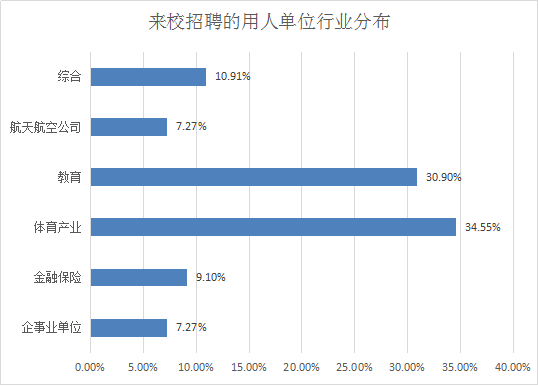 来校招聘的用人单位行业分布
综合
10.91%
航天航空公司
7.27%
教育
30.90%
体育产业
34.55%
金融保险
9.10%
企事业单位
7.27%
0.00% 5.00% 10.00% 15.00% 20.00% 25.00% 30.00% 35.00% 40.00%